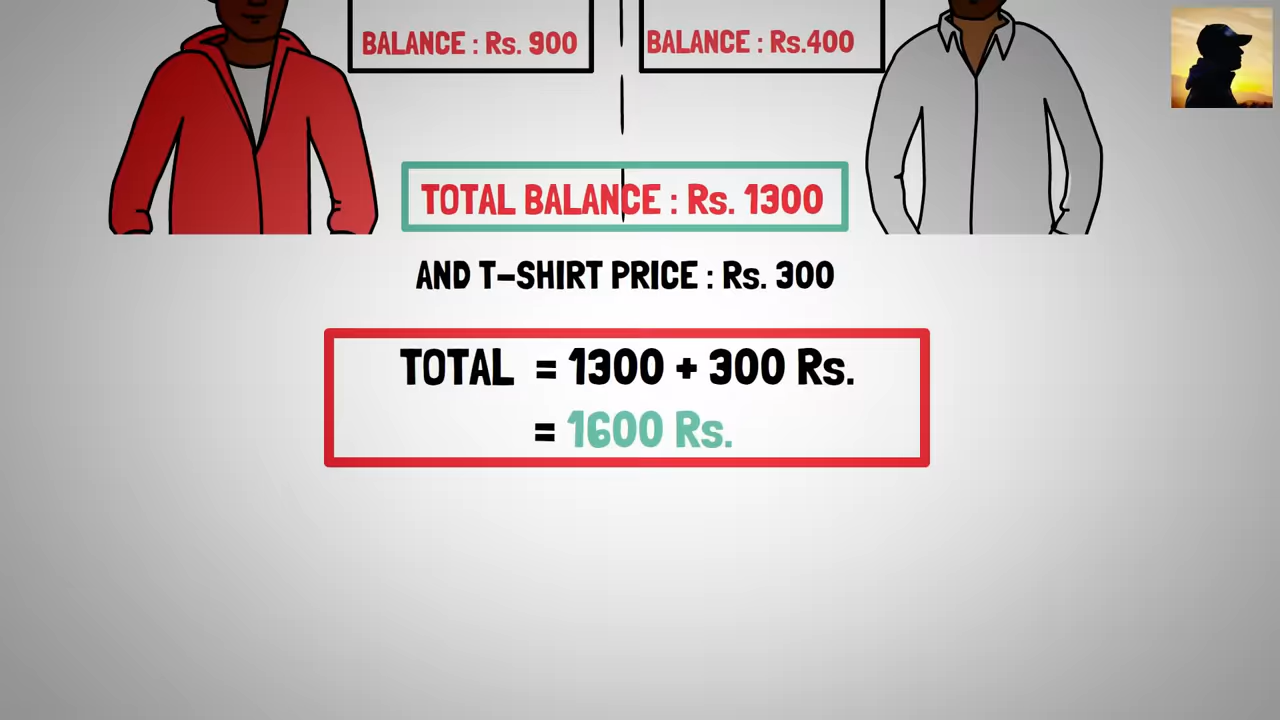 BALANCE : Rs. 900
BALANCE : Rs.400
TOTAL BALANCE : Rs. 1300
AND T-SHIRT PRICE : Rs. 300
TOTAL = 1300 + 300 Rs.
= 1600 Rs.